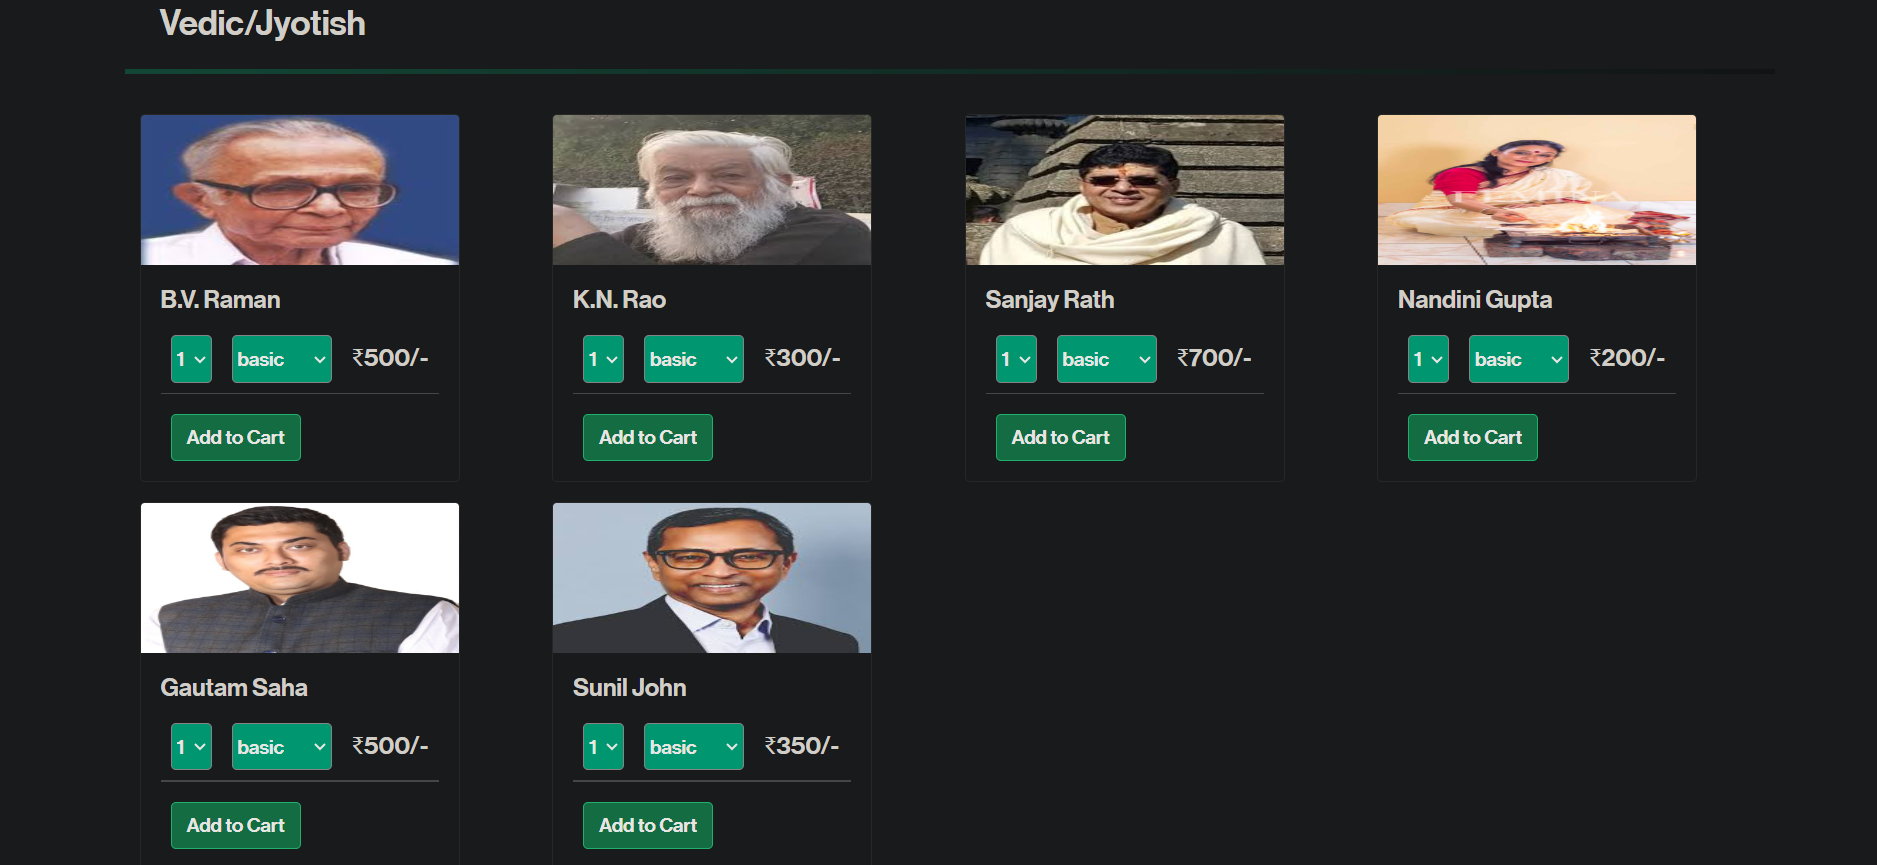 Vedic/Jyotish
B.V. Raman
1 basic ₹500/-
Add to Cart
K.N. Rao
1 basic ₹300/-
Add to Cart
Sanjay Rath
1 basic ₹700/-
Add to Cart
Nandini Gupta
1 basic ₹200/-
Add to Cart
Gautam Saha
1 basic ₹500/-
Add to Cart
Sunil John
1 basic ₹350/-
Add to Cart